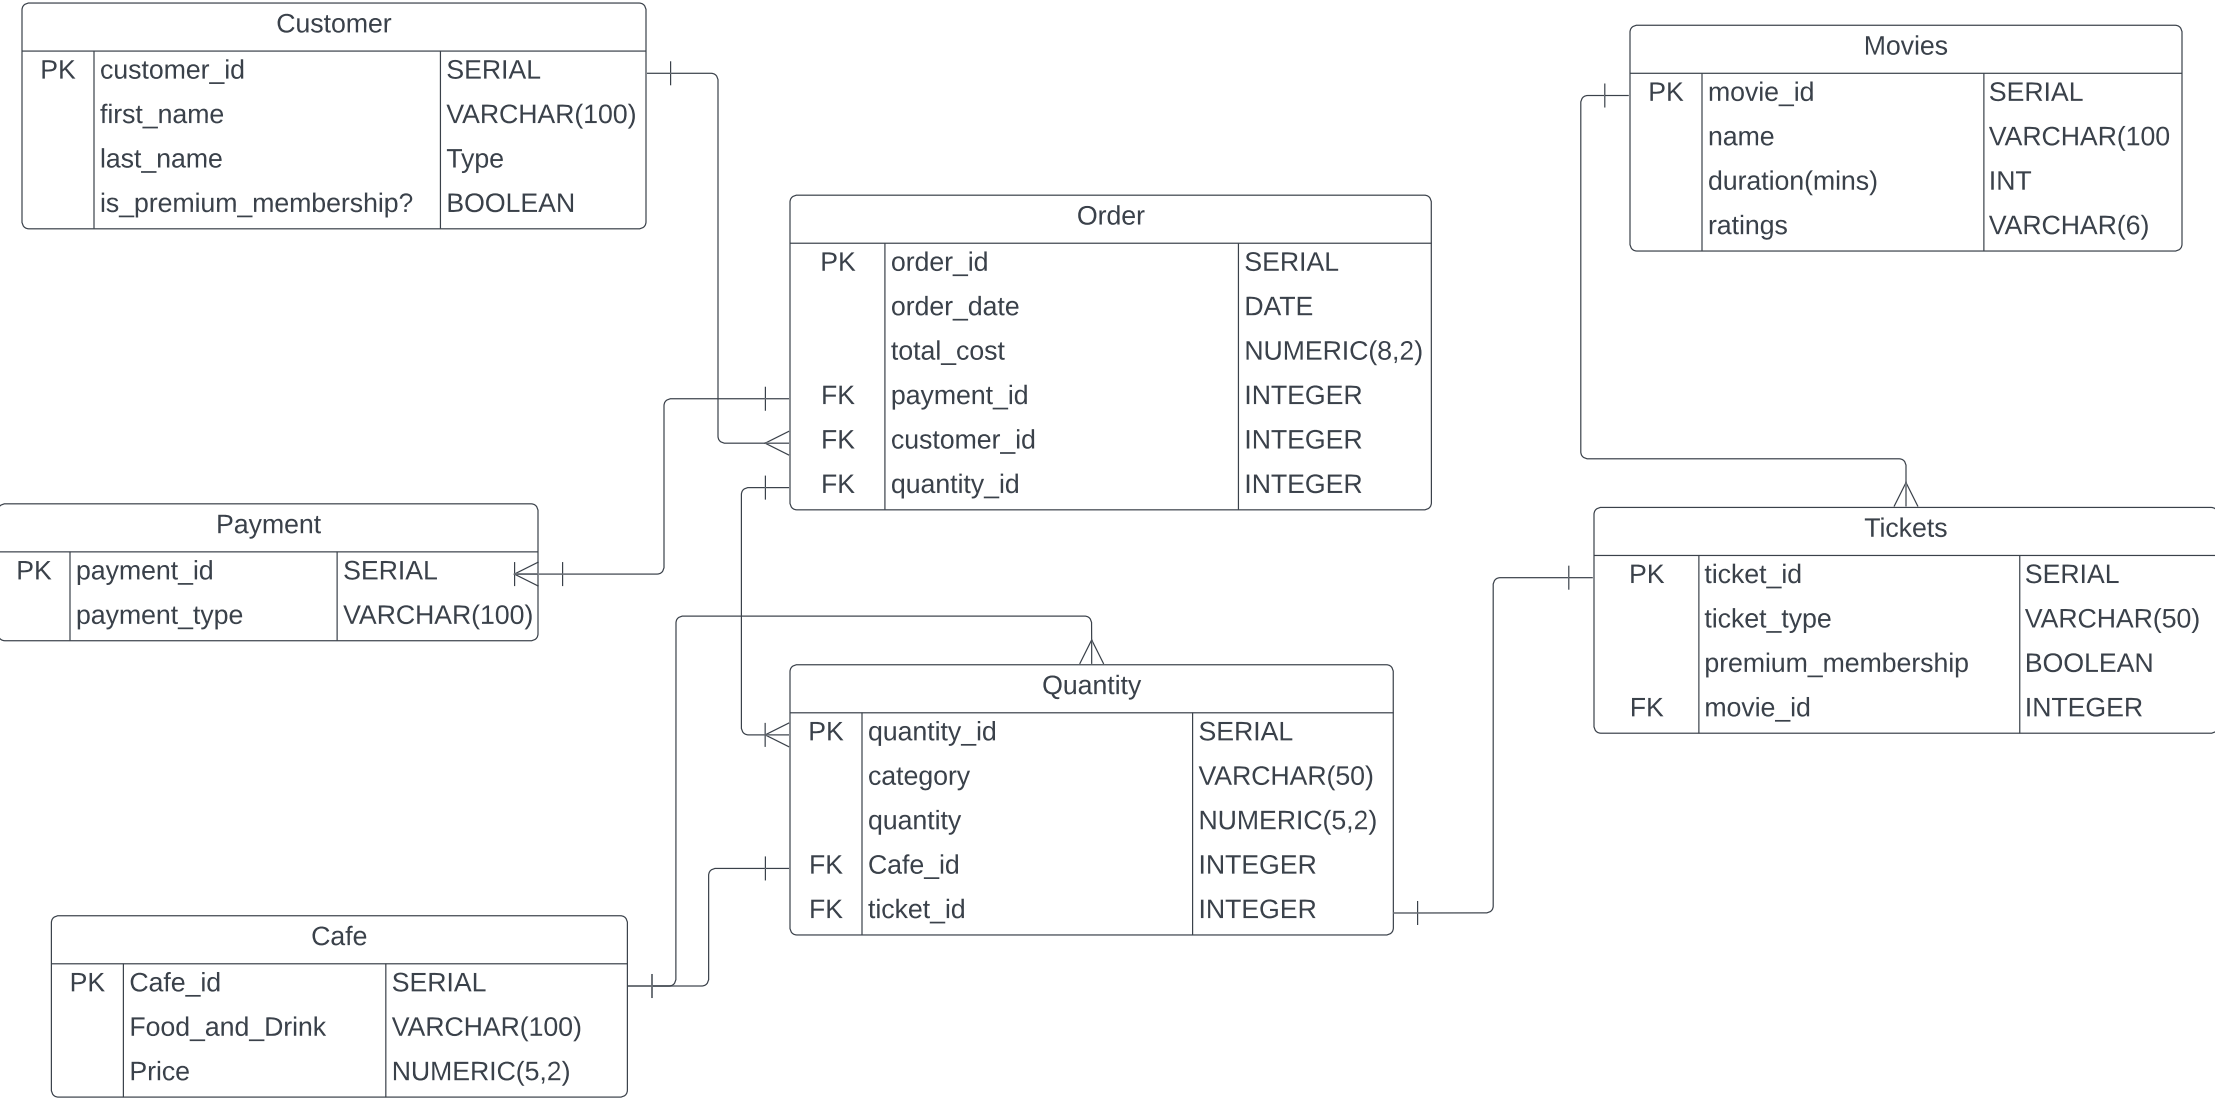 Customer
PK customer_id SERIAL
first_name VARCHAR(100)
last_name Type
is_premium_membership? BOOLEAN
Movies
PK movie_id SERIAL
name VARCHAR(100
duration(mins) INT
ratings VARCHAR(6)
Order
PK order_id SERIAL
order_date DATE
total_cost NUMERIC(8,2)
FK payment_id INTEGER
FK customer_id INTEGER
FK quantity_id INTEGER
Payment
PK payment_id SERIAL
payment_type VARCHAR(100)
Tickets
PK ticket_id SERIAL
ticket_type VARCHAR(50)
premium_membership BOOLEAN
FK movie_id INTEGER
Quantity
PK quantity_id SERIAL
category VARCHAR(50)
quantity NUMERIC(5,2)
FK Cafe_id INTEGER
FK ticket_id INTEGER
Cafe
PK Cafe_id SERIAL
Food_and_Drink VARCHAR(100)
Price NUMERIC(5,2)